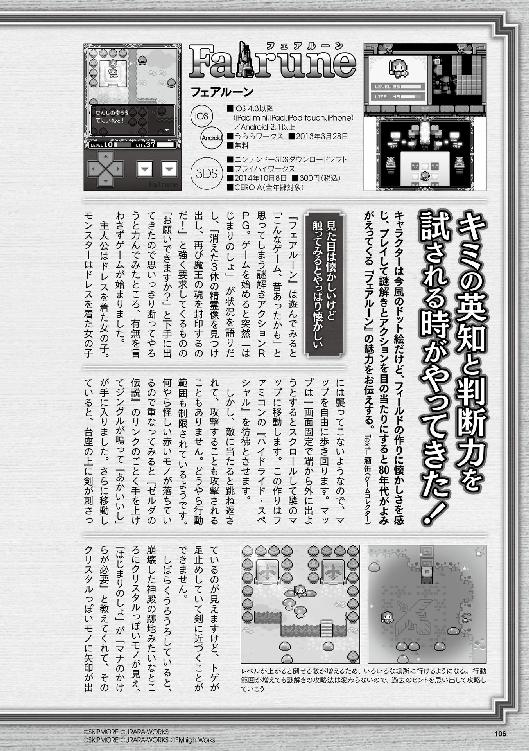 フェアルーン
Fairune
フェアルーン
iOS
Android
■iOS 4.3以降
(iPad mini,iPad,iPod touch,iPhone)
／Android 2.1以上
■うららワークス ■2013年3月28日
■無料
3DS
■ニンテンドー3DSダウンロードソフト
■フライハイワークス
■2014年10月8日 ■300円(税込)
■CERO:A(全年齢対象)
キミの英知と判断力を
試される時がやってきた！
キャラクターは今風のドット絵だけど、フィールドの作りに懐かしさを感
じ、プレイして謎解きとアクションを目の当たりにすると80年代がよみ
がえってくる『フェアルーン』の魅力をお伝えする。
見た目は懐かしいけど
触ってみるとやっぱり懐かしい
『フェアルーン』は遊んでみると
「こんなゲーム、昔あったかも」と
思ってしまう謎解きアクションR
PG。ゲームを始めると突然「は
じまりのしょ」が状況を語りだ
し、「消えた3体の精霊像を見つけ
出し、再び魔王の魂を封印するの
だ！」と強く要求してくるものの
「お願いできますか？」と下手に出
てきたので思いっきり断ってやろ
うと力んでみたところ、有無を言
わさずゲームが始まりました。
主人公はドレスを着た女の子。
モンスターはドレスを着た女の子
には襲ってこないようなので、マ
ップを自由に歩き回ります。マッ
プは一画面固定で端から外に出よ
うとするとスクロールして隣のマ
ップに移動します。この作りはフ
ァミコンの『ハイドライド・スペ
シャル』を彷彿とさせます。
しかし、敵に当たると跳ね返さ
れて、攻撃することも攻撃される
こともありません。どうやら行動
範囲も制限されているようです。
何やら怪しい赤いモノが落ちてい
るので重なってみると『ゼルダの
伝説』のリンクのごとく手を上げ
てジングルが鳴って「あかいいし」
が手に入りました。さらに移動し
ていると、台座の上に剣が刺さっ
ているのが見えますけど、トゲが
足止めしていて剣に近づくことが
できません。
しばらくうろうろしていると、
崩壊した神殿の跡地みたいなとこ
ろにクリスタルっぽいモノが見え、
「はじまりのしょ」が「マナのかけ
らが必要」と教えてくれて、その
クリスタルっぽいモノに矢印が出
レベルが上がると倒せる敵が増えるため、いろいろな場所に行けるようになる。行動
範囲が増えても謎解きの攻略法は変わらないので、過去のヒントを思い出して攻略し
ていこう
©SKIPMORE ©URARA-WORKS
©SKIPMORE ©URARA-WORKS ©Flyhigh Works
106